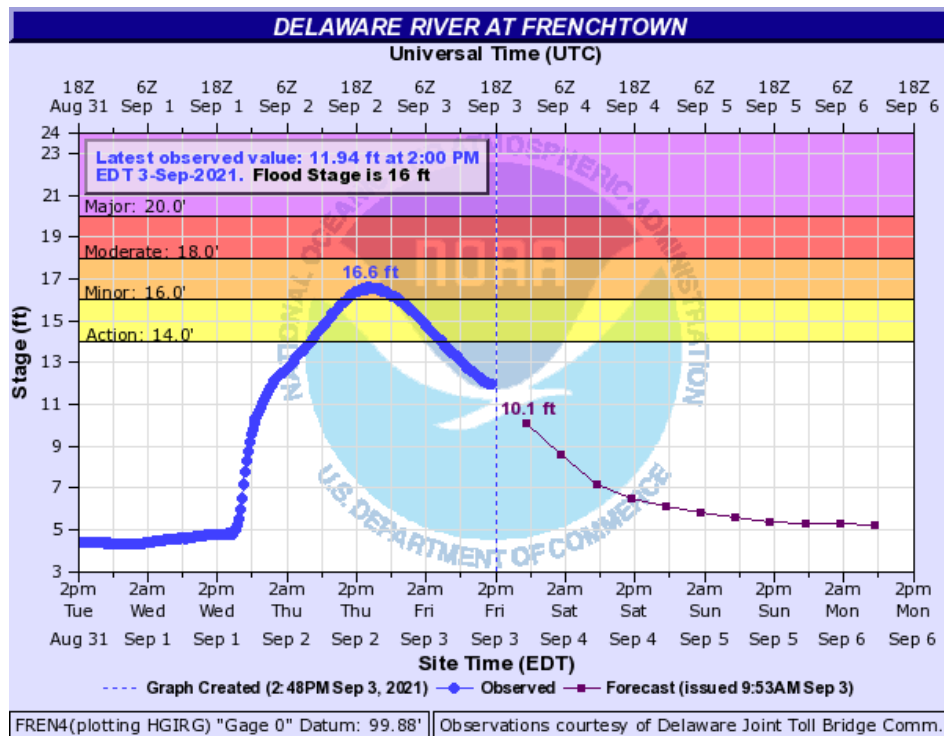 DELAWARE RIVER AT FRENCHTOWN
Universal Time (UTC)
18Z 6Z 18Z 6Z 18Z 6Z 18Z 6Z 18Z 6Z 18Z 6Z 18Z
Aug 31 Sep 1 Sep 1 Sep 2 Sep 2 Sep 3 Sep 3 Sep 4 Sep 4 Sep 5 Sep 5 Sep 6 Sep 6
24
23
21
19
17
15
13
11
9
7
5
3
Stage (ft)
Latest observed value: 11.94 ft at 2:00 PM
EDT 3-Sep-2021. Flood Stage is 16 ft
Major: 20.0'
Moderate: 18.0'
Minor: 16.0'
Action: 14.0'
16.6 ft
10.1 ft
NATIONAL OCEANIC AND ATMOSPHERIC ADMINISTRATION
NOAA
U.S. DEPARTMENT OF COMMERCE
2pm 2am 2pm 2am 2pm 2am 2pm 2am 2pm 2am 2pm 2am 2pm
Tue Wed Wed Thu Thu Fri Fri Sat Sat Sun Sun Mon Mon
Aug 31 Sep 1 Sep 1 Sep 2 Sep 2 Sep 3 Sep 3 Sep 4 Sep 4 Sep 5 Sep 5 Sep 6 Sep 6
Site Time (EDT)
Graph Created (2:48PM Sep 3, 2021) Observed Forecast (issued 9:53AM Sep 3)
FREN4(plotting HGIRG) "Gage 0" Datum: 99.88' Observations courtesy of Delaware Joint Toll Bridge Comm.